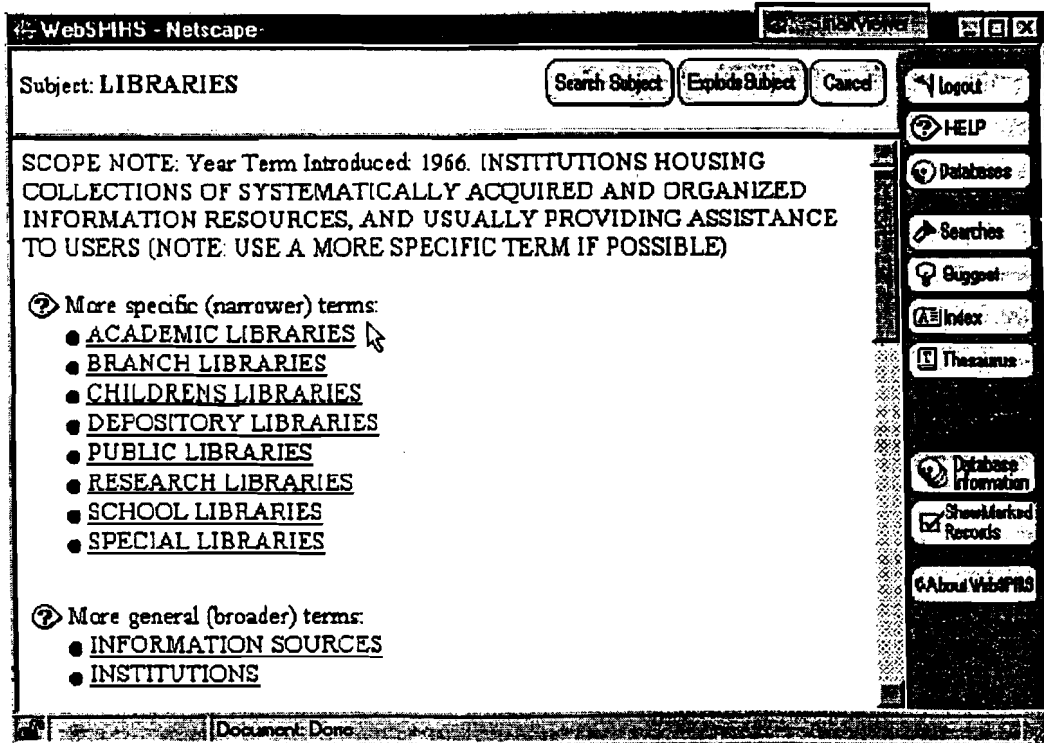 WebSPIRS - Netscape
Subject: LIBRARIES
Search Subject
Explode Subject
Cancel
SCOPE NOTE: Year Term Introduced: 1966. INSTITUTIONS HOUSING
COLLECTIONS OF SYSTEMATICALLY ACQUIRED AND ORGANIZED
INFORMATION RESOURCES, AND USUALLY PROVIDING ASSISTANCE
TO USERS (NOTE: USE A MORE SPECIFIC TERM IF POSSIBLE)
More specific (narrower) terms:
ACADEMIC LIBRARIES
BRANCH LIBRARIES
CHILDRENS LIBRARIES
DEPOSITORY LIBRARIES
PUBLIC LIBRARIES
RESEARCH LIBRARIES
SCHOOL LIBRARIES
SPECIAL LIBRARIES
More general (broader) terms:
INFORMATION SOURCES
INSTITUTIONS
Logout
HELP
Databases
Searches
Suggest
Index
Thesaurus
Database
Information
Show Marked
Records
About WebSPIRS
Document: Done